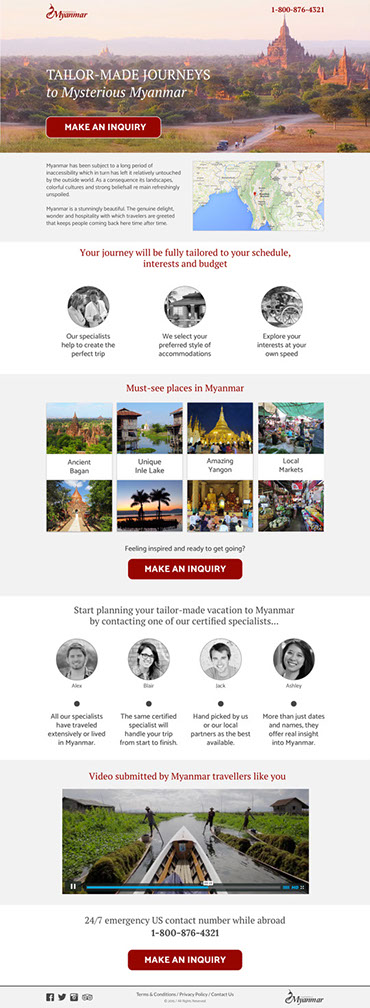 Myanmar
1-800-876-4321
TAILOR-MADE JOURNEYS
to Mysterious Myanmar
MAKE AN INQUIRY
Myanmar has been subject to a long period of
inaccessibility which in turn has left it relatively untouched
by the outside world. As a consequence its landscapes,
colorful cultures and strong beliefsall re main refreshingly
unspoiled.
Myanmar is a stunningly beautiful. The genuine delight,
wonder and hospitality with which travelers are greeted
that keeps people coming back here time after time.
Your journey will be fully tailored to your schedule,
interests and budget
Our specialists
help to create the
perfect trip
We select your
preferred style of
accommodations
Explore your
interests at your
own speed
Must-see places in Myanmar
Ancient
Bagan
Unique
Inle Lake
Amazing
Yangon
Local
Markets
Feeling inspired and ready to get going?
MAKE AN INQUIRY
Start planning your tailor-made vacation to Myanmar
by contacting one of our certified specialists...
Alex
Blair
Jack
Ashley
All our specialists
have traveled
extensively or lived
in Myanmar.
The same certified
specialist will
handle your trip
from start to finish.
Hand picked by us
or our local
partners as the best
available.
More than just dates
and names, they
offer real insight
into Myanmar.
Video submitted by Myanmar travellers like you
24/7 emergency US contact number while abroad
1-800-876-4321
MAKE AN INQUIRY
Terms & Conditions / Privacy Policy / Contact Us
All Rights Reserved
Myanmar